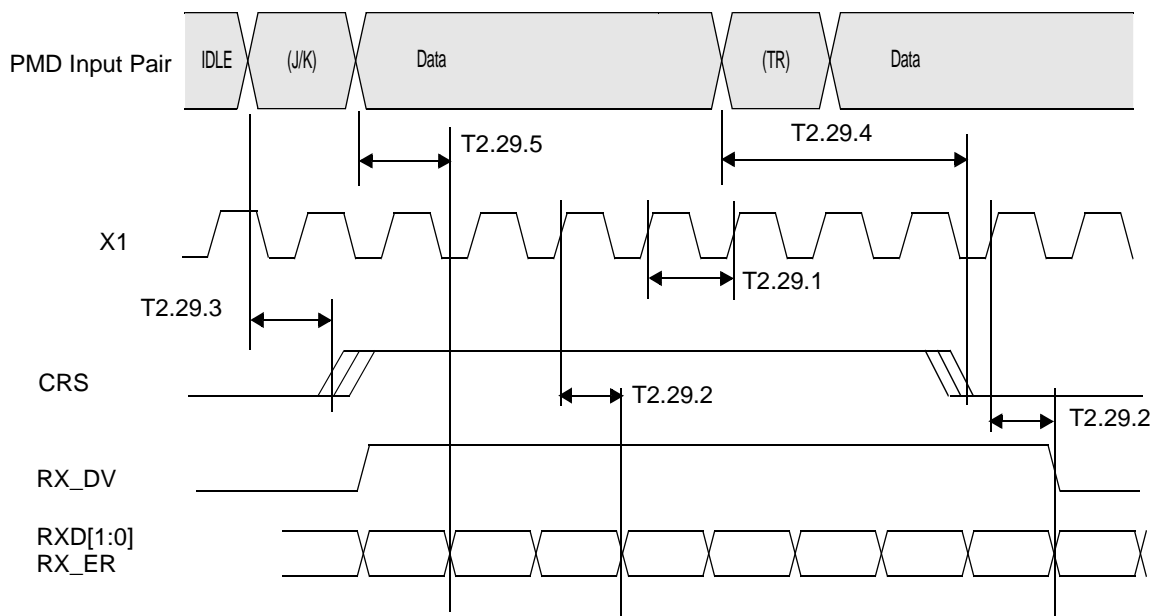 PMD Input Pair IDLE (J/K) Data (TR) Data
T2.29.5
T2.29.4
X1
T2.29.1
T2.29.3
CRS
T2.29.2
T2.29.2
RX_DV
RXD[1:0]
RX_ER